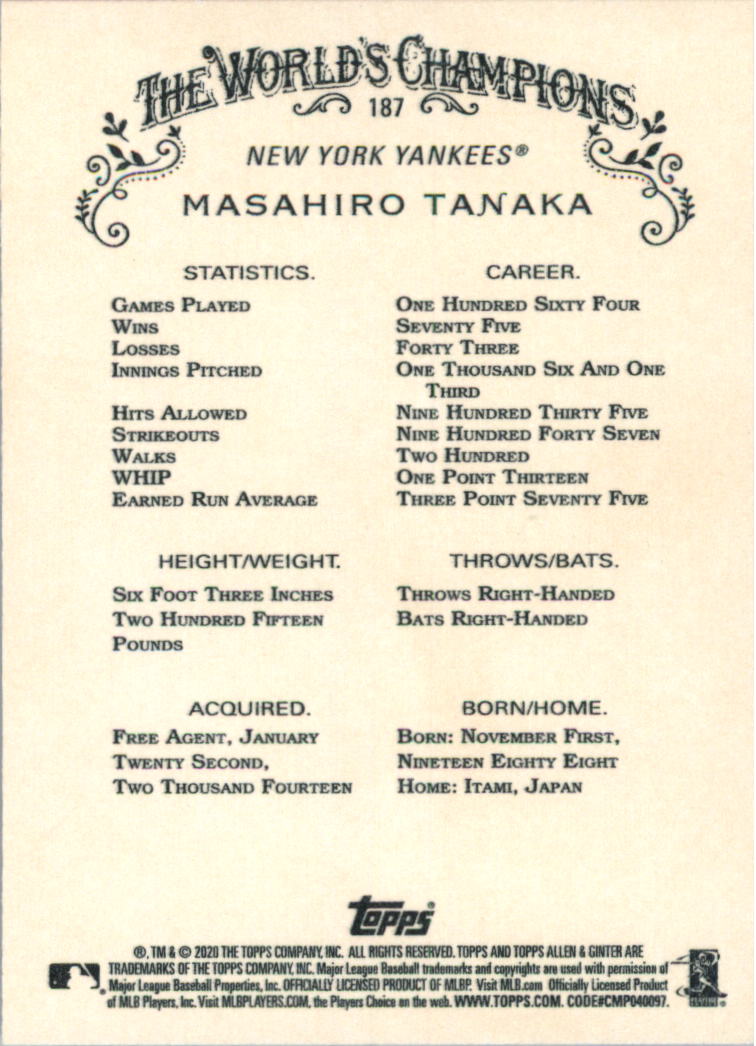 THE WORLD'S CHAMPIONS
187
NEW YORK YANKEES®
MASAHIRO TANAKA
STATISTICS. CAREER.
GAMES PLAYED ONE HUNDRED SIXTY FOUR
WINS SEVENTY FIVE
LOSSES FORTY THREE
INNINGS PITCHED ONE THOUSAND SIX AND ONE
THIRD
HITS ALLOWED NINE HUNDRED THIRTY FIVE
STRIKEOUTS NINE HUNDRED FORTY SEVEN
WALKS TWO HUNDRED
WHIP ONE POINT THIRTEEN
EARNED RUN AVERAGE THREE POINT SEVENTY FIVE
HEIGHT/WEIGHT.
SIX FOOT THREE INCHES
TWO HUNDRED FIFTEEN
POUNDS
THROWS/BATS.
THROWS RIGHT-HANDED
BATS RIGHT-HANDED
ACQUIRED.
FREE AGENT, JANUARY
TWENTY SECOND,
TWO THOUSAND FOURTEEN
BORN/HOME.
BORN: NOVEMBER FIRST,
NINETEEN EIGHTY EIGHT
HOME: ITAMI, JAPAN
topps®
®, TM & © 2020 THE TOPPS COMPANY, INC. ALL RIGHTS RESERVED. TOPPS AND TOPPS ALLEN & GINTER ARE
TRADEMARKS OF THE TOPPS COMPANY, INC. Major League Baseball trademarks and copyrights are used with permission of
Major League Baseball Properties, Inc. OFFICIALLY LICENSED PRODUCT OF MLBP. Visit MLB.com Officially Licensed Product
of MLB Players, Inc. Visit MLBPLAYERS.COM, the Players Choice on the web. WWW.TOPPS.COM. CODE#CMP040097.